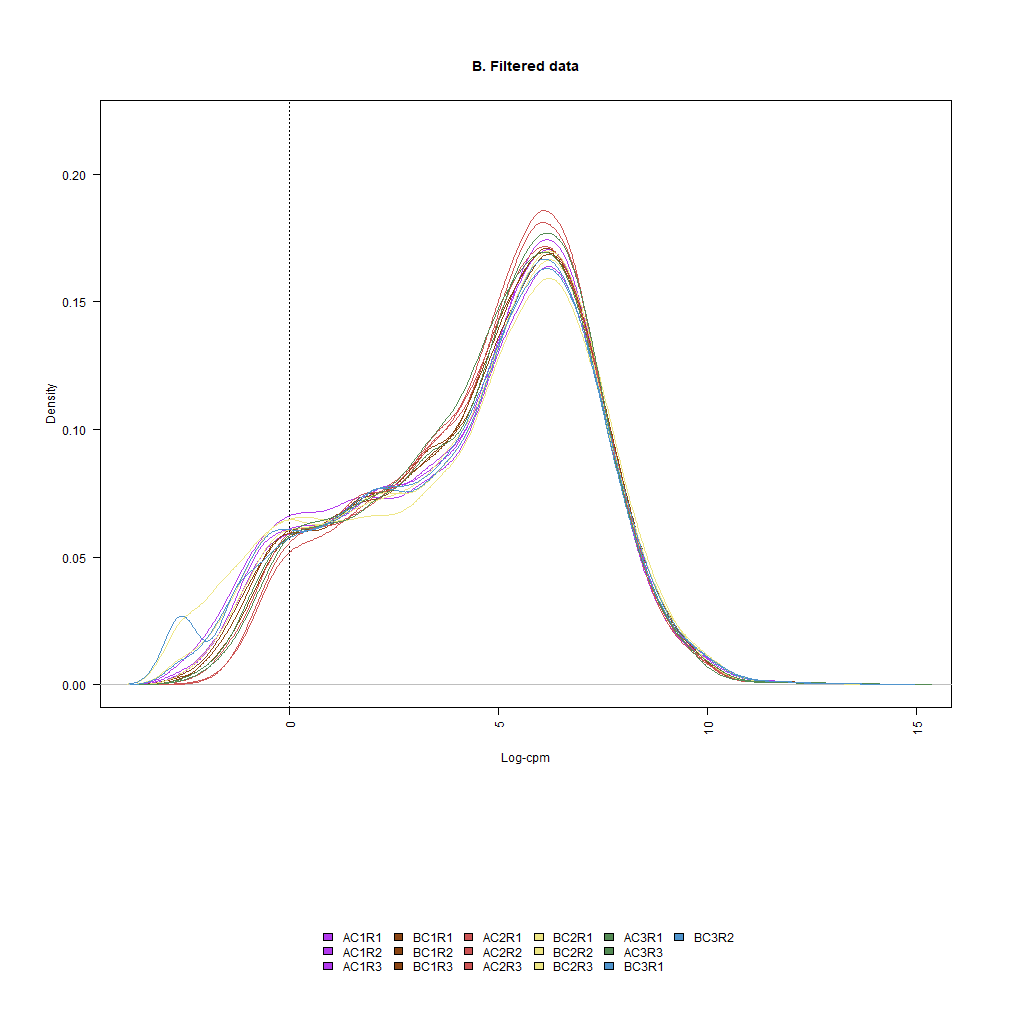 B. Filtered data
0.20
0.15
0.10
0.05
0.00
Density
0
5
10
15
Log-cpm
AC1R1 BC1R1 AC2R1 BC2R1 AC3R1 BC3R2
AC1R2 BC1R2 AC2R2 BC2R2 AC3R3
AC1R3 BC1R3 AC2R3 BC2R3 BC3R1